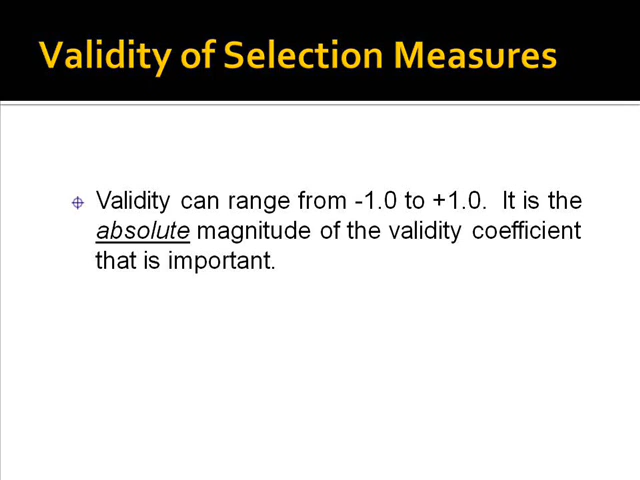 Validity of Selection Measures
Validity can range from -1.0 to +1.0.  It is the
absolute magnitude of the validity coefficient
that is important.